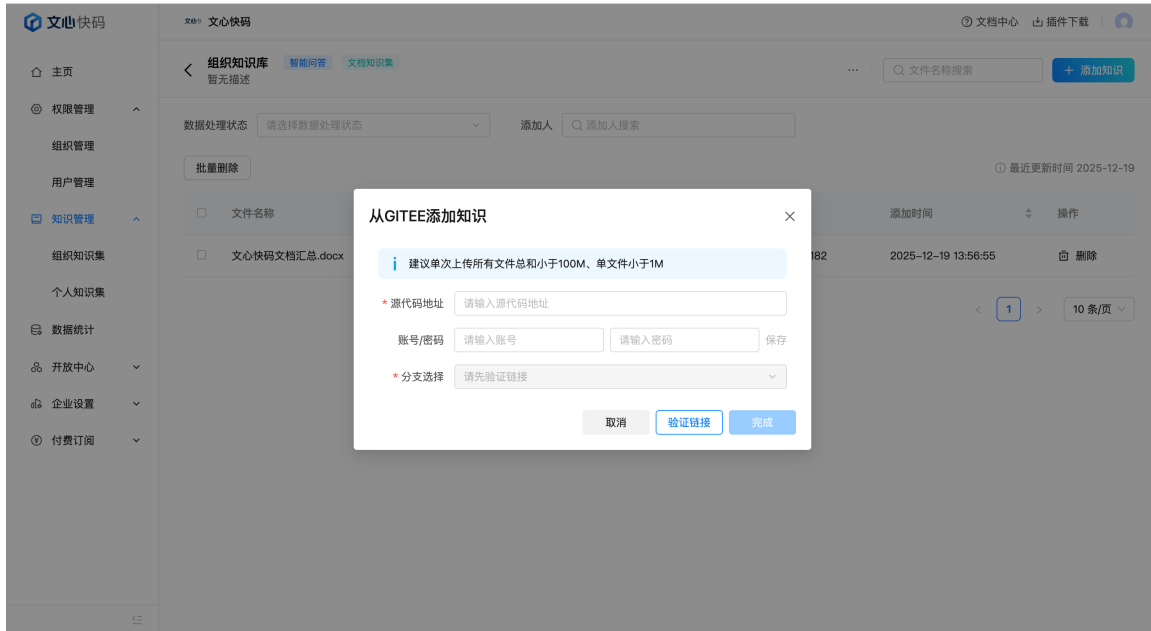 文心快码
文心快码 文心快码
文档中心 插件下载
主页
权限管理
组织管理
用户管理
知识管理
组织知识集
个人知识集
数据统计
开放中心
企业设置
付费订阅
组织知识库 智能问答 文档知识集
暂无描述
... 文件名称搜索 + 添加知识
数据处理状态 请选择数据处理状态 添加人 添加人搜索
批量删除 最近更新时间 2025-12-19
文件名称 添加时间 操作
文心快码文档汇总.docx 182 2025-12-19 13:56:55 删除
< 1 > 10 条/页
从GITEE添加知识
建议单次上传所有文件总和小于100M、单文件小于1M
* 源代码地址 请输入源代码地址
账号/密码 请输入账号 请输入密码 保存
* 分支选择 请先验证链接
取消 验证链接 完成